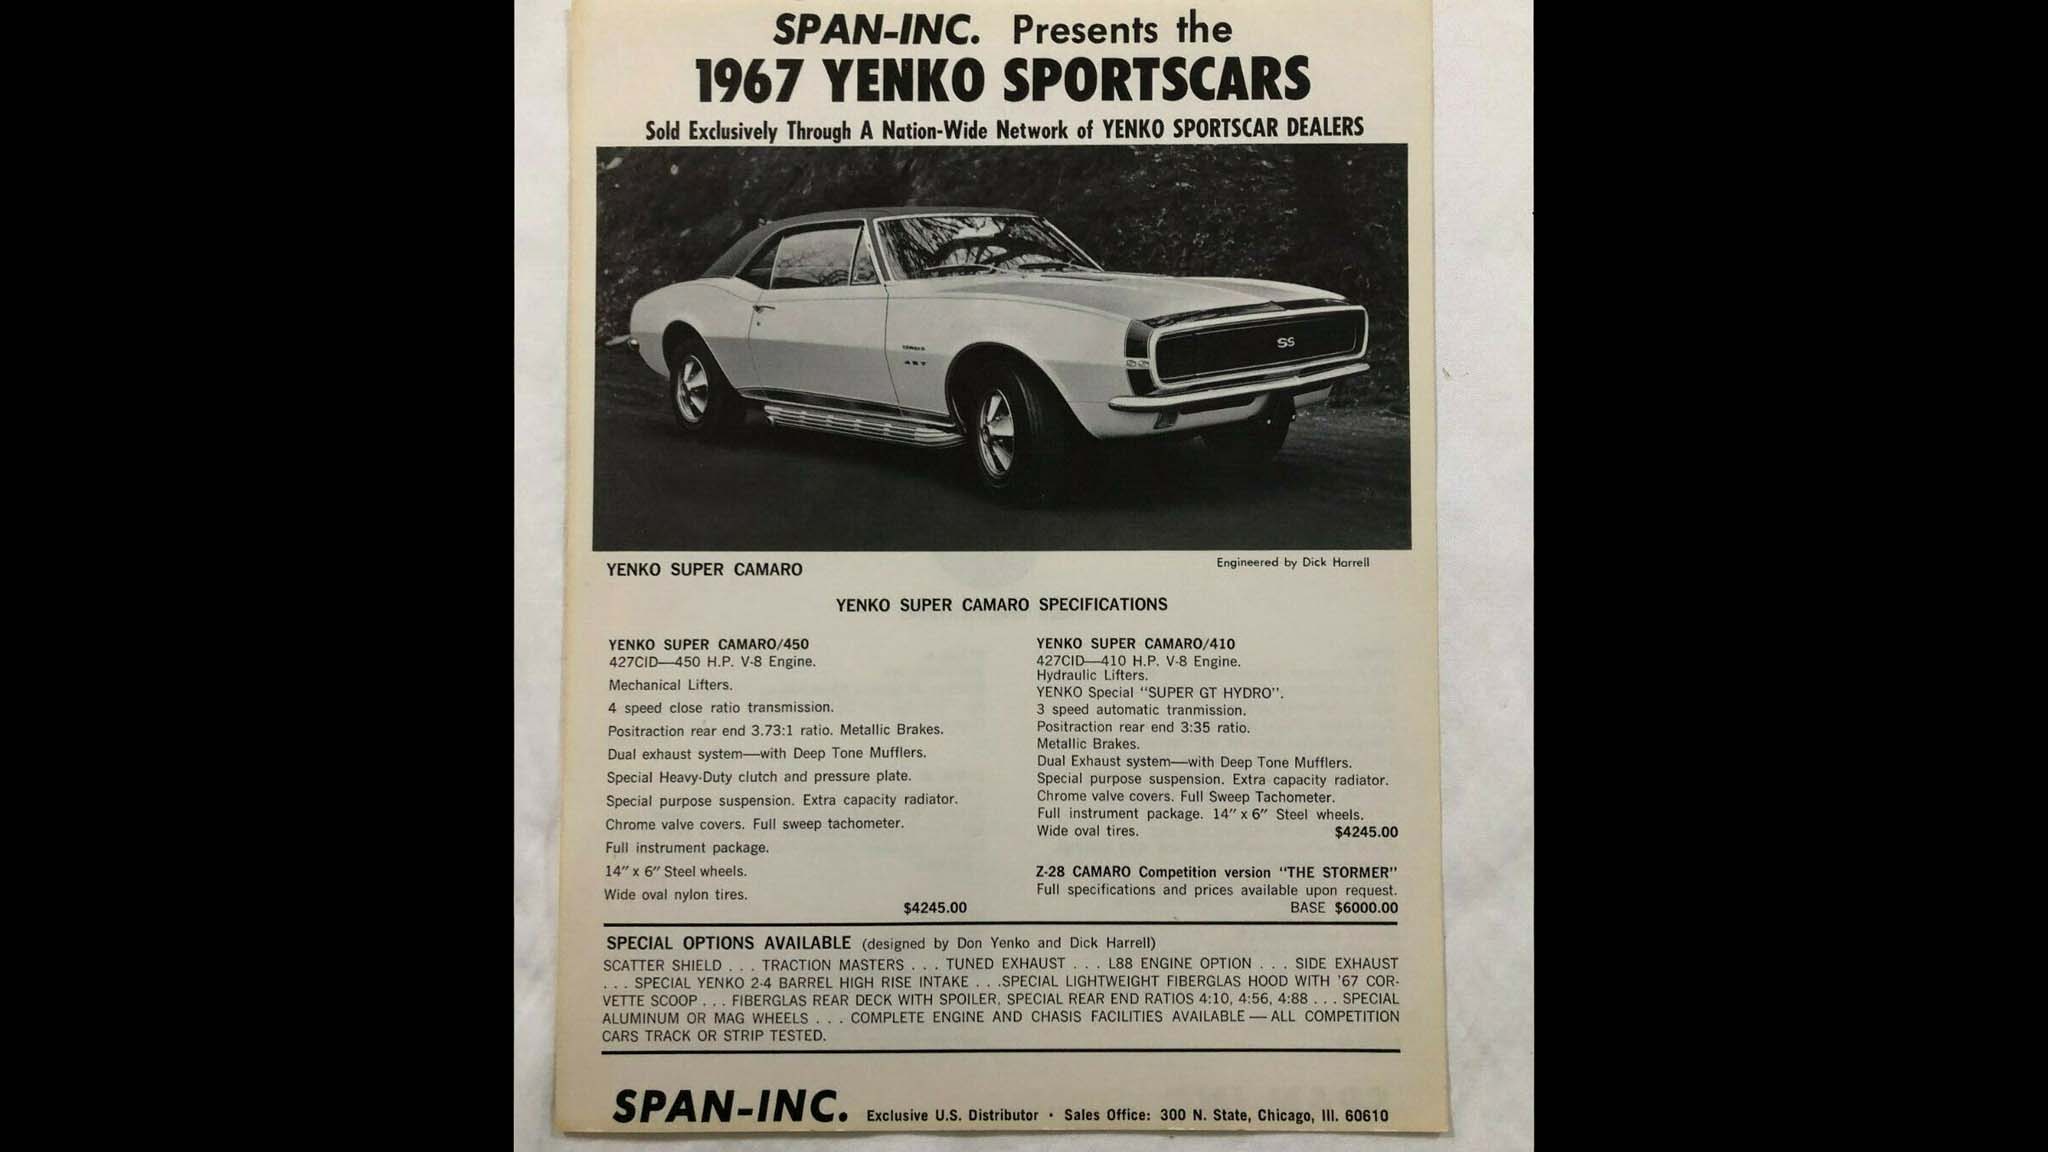 SPAN-INC. Presents the
1967 YENKO SPORTSCARS
Sold Exclusively Through A Nation-Wide Network of YENKO SPORTSCAR DEALERS
SS
YENKO SUPER CAMARO
Engineered by Dick Harrell
YENKO SUPER CAMARO SPECIFICATIONS
YENKO SUPER CAMARO/450
427CID—450 H.P. V-8 Engine.
Mechanical Lifters.
4 speed close ratio transmission.
Positraction rear end 3.73:1 ratio. Metallic Brakes.
Dual exhaust system—with Deep Tone Mufflers.
Special Heavy-Duty clutch and pressure plate.
Special purpose suspension. Extra capacity radiator.
Chrome valve covers. Full sweep tachometer.
Full instrument package.
14” x 6” Steel wheels.
Wide oval nylon tires.
$4245.00
YENKO SUPER CAMARO/410
427CID—410 H.P. V-8 Engine.
Hydraulic Lifters.
YENKO Special “SUPER GT HYDRO”.
3 speed automatic tranmission.
Positraction rear end 3:35 ratio.
Metallic Brakes.
Dual Exhaust system—with Deep Tone Mufflers.
Special purpose suspension. Extra capacity radiator.
Chrome valve covers. Full Sweep Tachometer.
Full instrument package. 14” x 6” Steel wheels.
Wide oval tires. $4245.00
Z-28 CAMARO Competition version “THE STORMER”
Full specifications and prices available upon request.
BASE $6000.00
SPECIAL OPTIONS AVAILABLE (designed by Don Yenko and Dick Harrell)
SCATTER SHIELD . . . TRACTION MASTERS . . . TUNED EXHAUST . . . L88 ENGINE OPTION . . . SIDE EXHAUST
. . . SPECIAL YENKO 2-4 BARREL HIGH RISE INTAKE . . .SPECIAL LIGHTWEIGHT FIBERGLAS HOOD WITH ’67 COR-
VETTE SCOOP . . . FIBERGLAS REAR DECK WITH SPOILER, SPECIAL REAR END RATIOS 4:10, 4:56, 4:88 . . . SPECIAL
ALUMINUM OR MAG WHEELS . . . COMPLETE ENGINE AND CHASIS FACILITIES AVAILABLE — ALL COMPETITION
CARS TRACK OR STRIP TESTED.
SPAN-INC. Exclusive U.S. Distributor • Sales Office: 300 N. State, Chicago, Ill. 60610